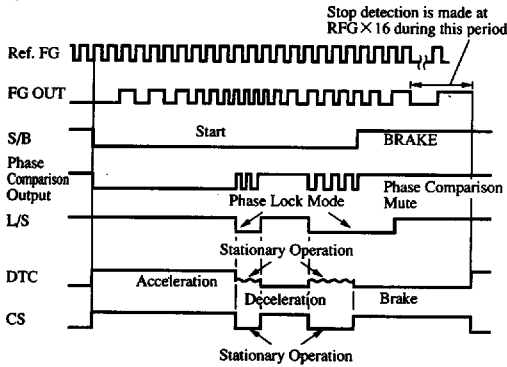 Stop detection is made at
RFG×16 during this period
Ref. FG
FG OUT
S/B
Start
BRAKE
Phase
Comparison
Output
Phase Comparison
Mute
Phase Lock Mode
L/S
Stationary Operation
DTC
Acceleration
Deceleration
Brake
CS
Stationary Operation